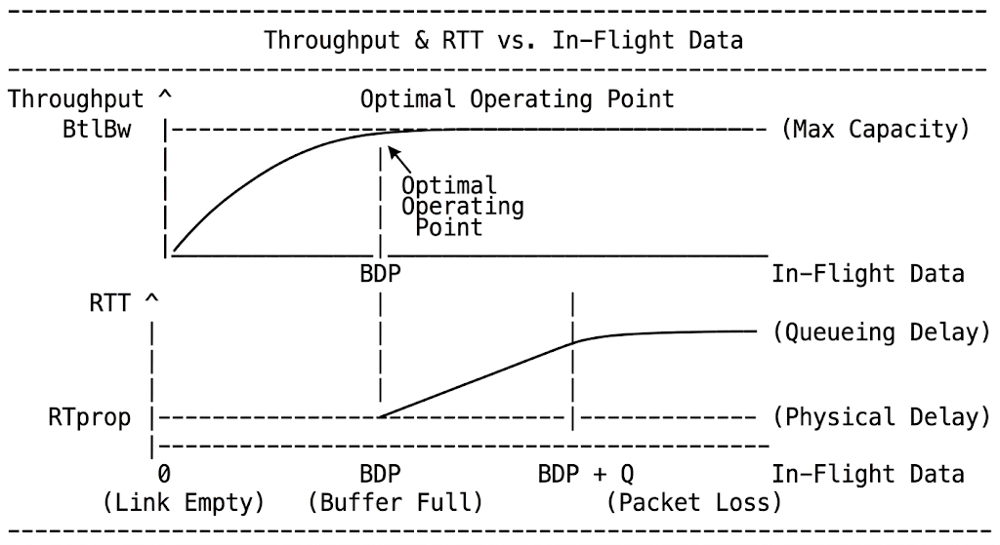 Throughput & RTT vs. In-Flight Data
Throughput ^ Optimal Operating Point
BtlBw (Max Capacity)
Optimal
Operating
Point
BDP
In-Flight Data
RTT ^
(Queueing Delay)
RTprop (Physical Delay)
0 BDP BDP + Q In-Flight Data
(Link Empty) (Buffer Full) (Packet Loss)